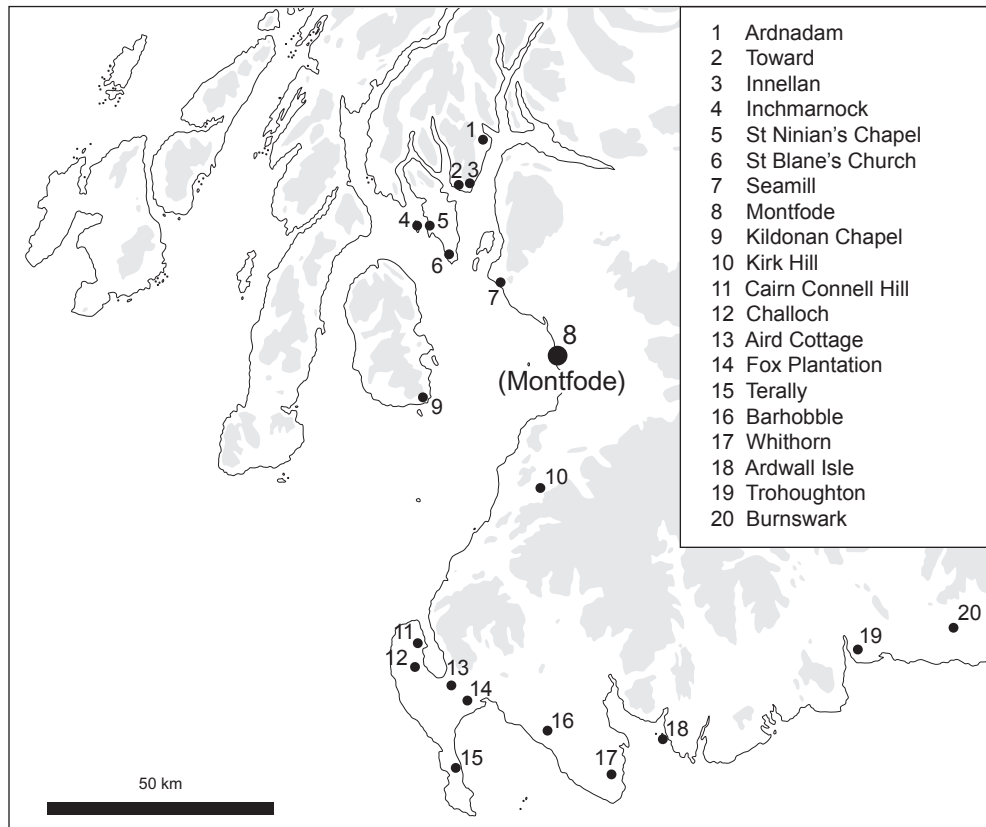 1 Ardnadam
2 Toward
3 Innellan
4 Inchmarnock
5 St Ninian's Chapel
6 St Blane's Church
7 Seamill
8 Montfode
9 Kildonan Chapel
10 Kirk Hill
11 Cairn Connell Hill
12 Challoch
13 Aird Cottage
14 Fox Plantation
15 Terally
16 Barhobble
17 Whithorn
18 Ardwall Isle
19 Trohoughton
20 Burnswark
1
2 3
4 5
6
7
8
(Montfode)
9
10
11
12
13
14
15
16
17
18
19
20
50 km